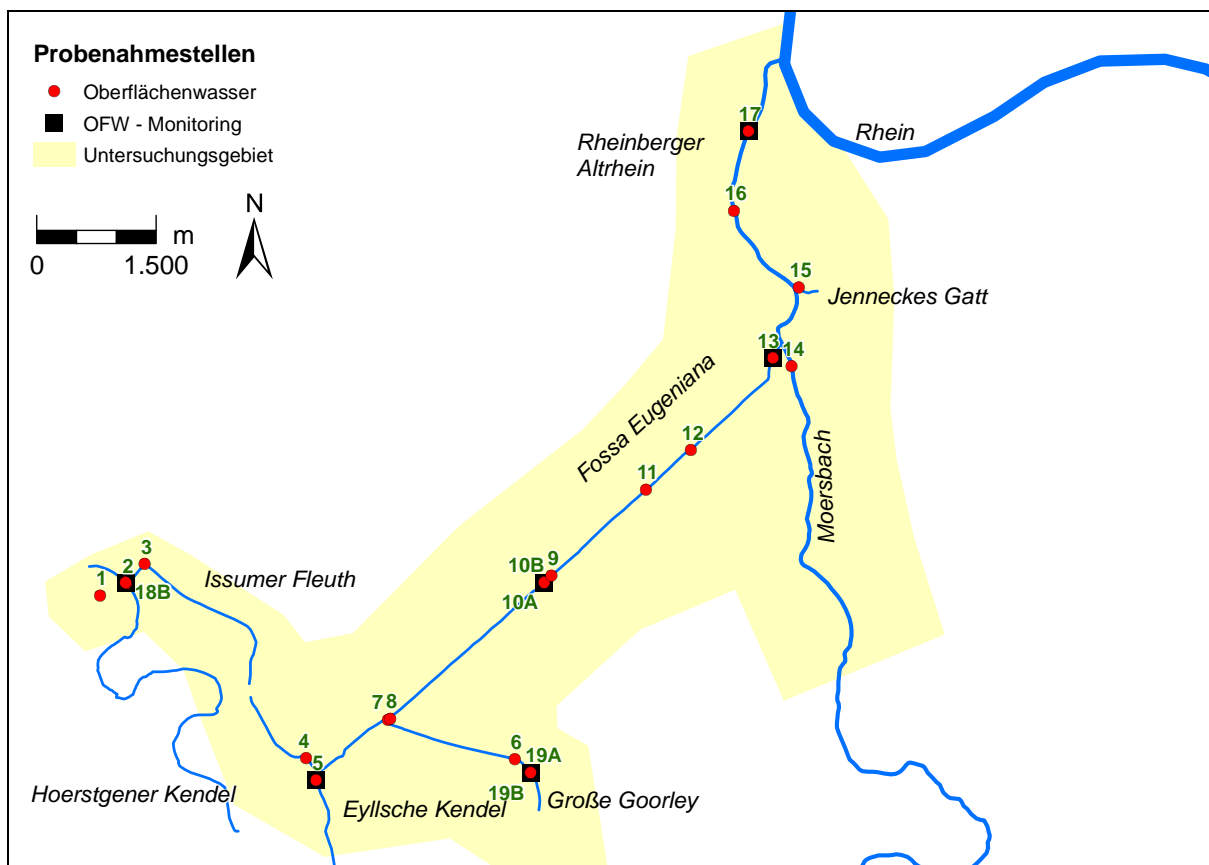 Probenahmestellen
Oberflächenwasser
OFW - Monitoring
Untersuchungsgebiet
N
m
0
1.500
17
Rheinberger
Altrhein
Rhein
16
15
Jenneckes Gatt
13
14
Fossa Eugeniana
12
11
Moersbach
3
2
1
18B
Issumer Fleuth
10B
9
10A
7
8
4
5
6
19A
19B
Hoerstgener Kendel
Eyllsche Kendel
Große Goorley